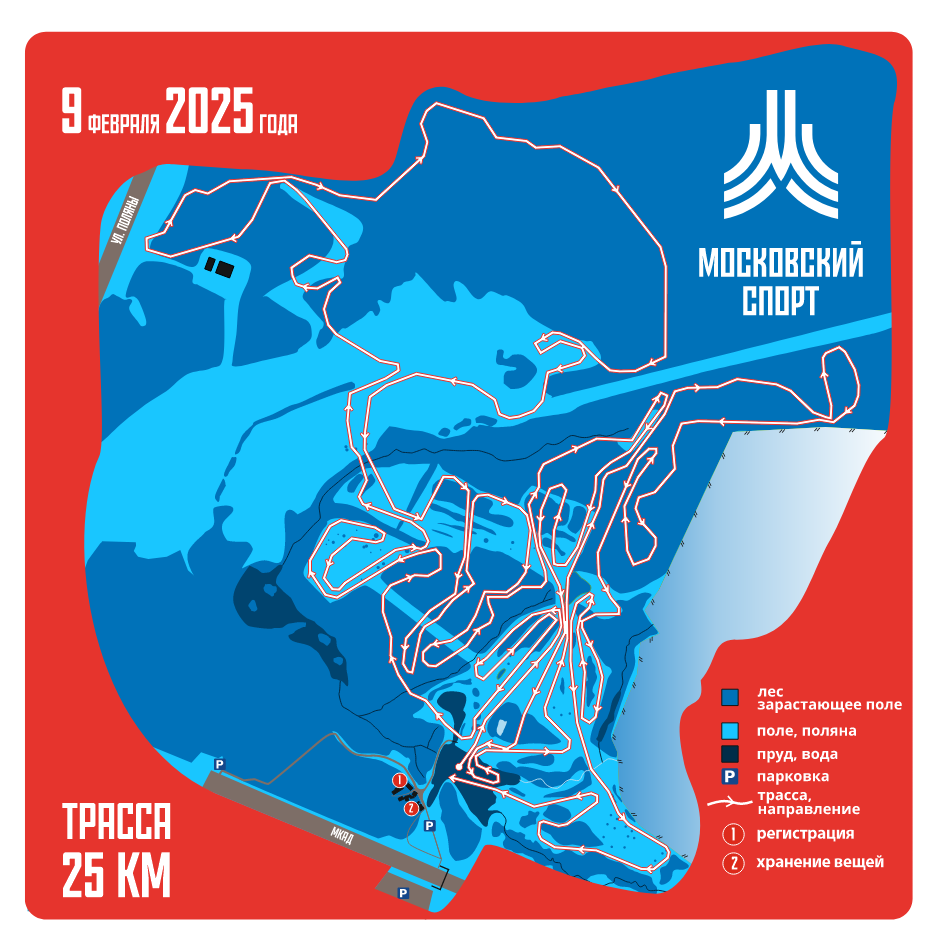 9 ФЕВРАЛЯ 2025 ГОДА
МОСКОВСКИЙ
СПОРТ
УЛ. ПОЛЯНЫ
лес
зарастающее поле
поле, поляна
пруд, вода
P парковка
трасса,
направление
1 регистрация
2 хранение вещей
P
1
2
P
МКАД
P
ТРАССА
25 КМ